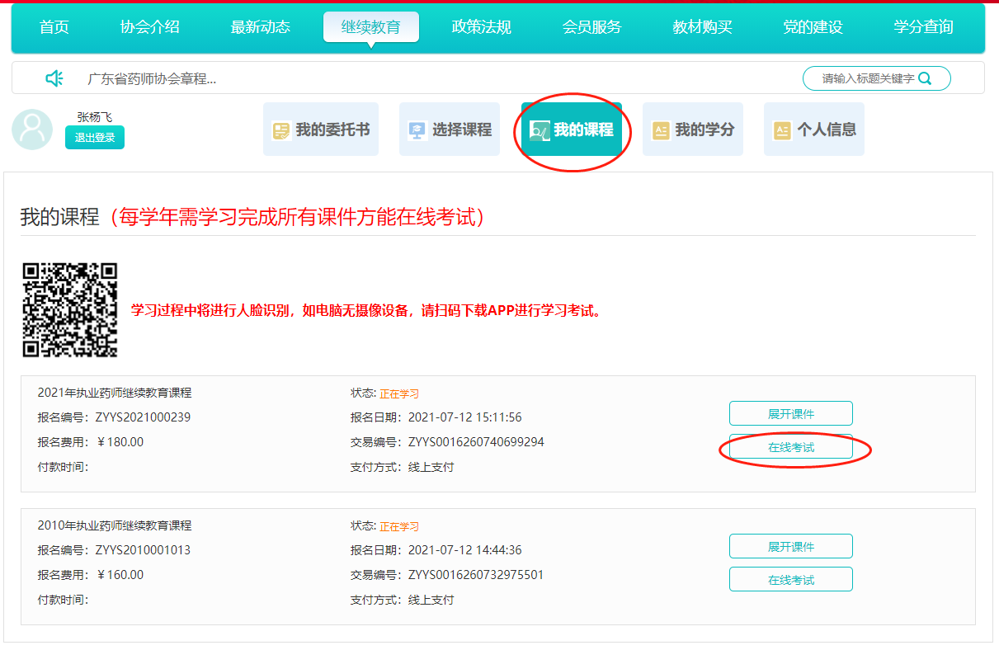 首页 协会介绍 最新动态 继续教育 政策法规 会员服务 教材购买 党的建设 学分查询
广东省药师协会章程... 请输入标题关键字
张杨飞
退出登录
我的委托书 选择课程 我的课程 我的学分 个人信息
我的课程（每学年需学习完成所有课件方能在线考试）
学习过程中将进行人脸识别，如电脑无摄像设备，请扫码下载APP进行学习考试。
2021年执业药师继续教育课程 状态: 正在学习
报名编号：ZYYS2021000239 报名日期：2021-07-12 15:11:56
展开课件
报名费用：￥180.00 交易编号：ZYYS0016260740699294
在线考试
付款时间： 支付方式：线上支付
2010年执业药师继续教育课程 状态: 正在学习
报名编号：ZYYS2010001013 报名日期：2021-07-12 14:44:36
展开课件
报名费用：￥160.00 交易编号：ZYYS0016260732975501
在线考试
付款时间： 支付方式：线上支付